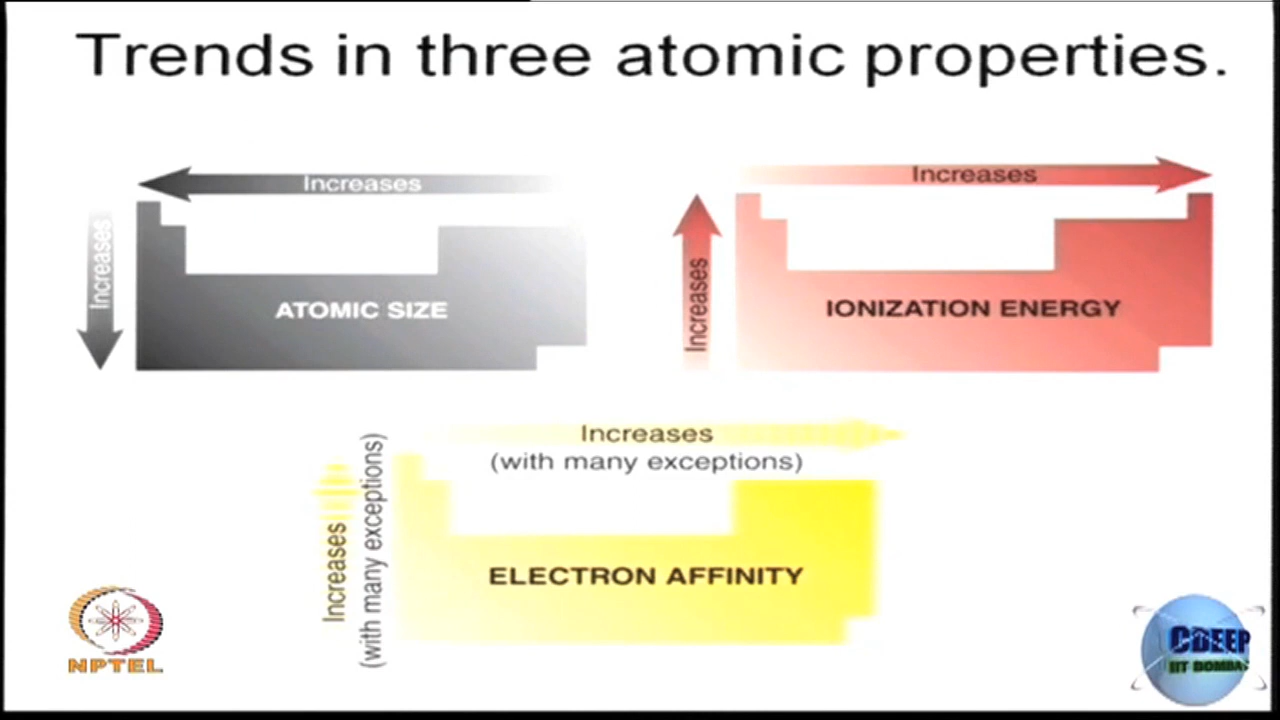 Trends in three atomic properties.
Increases
Increases
ATOMIC SIZE
Increases
Increases
IONIZATION ENERGY
Increases
(with many exceptions)
Increases
(with many exceptions)
ELECTRON AFFINITY
NPTEL
CDEEP
IIT BOMBAY